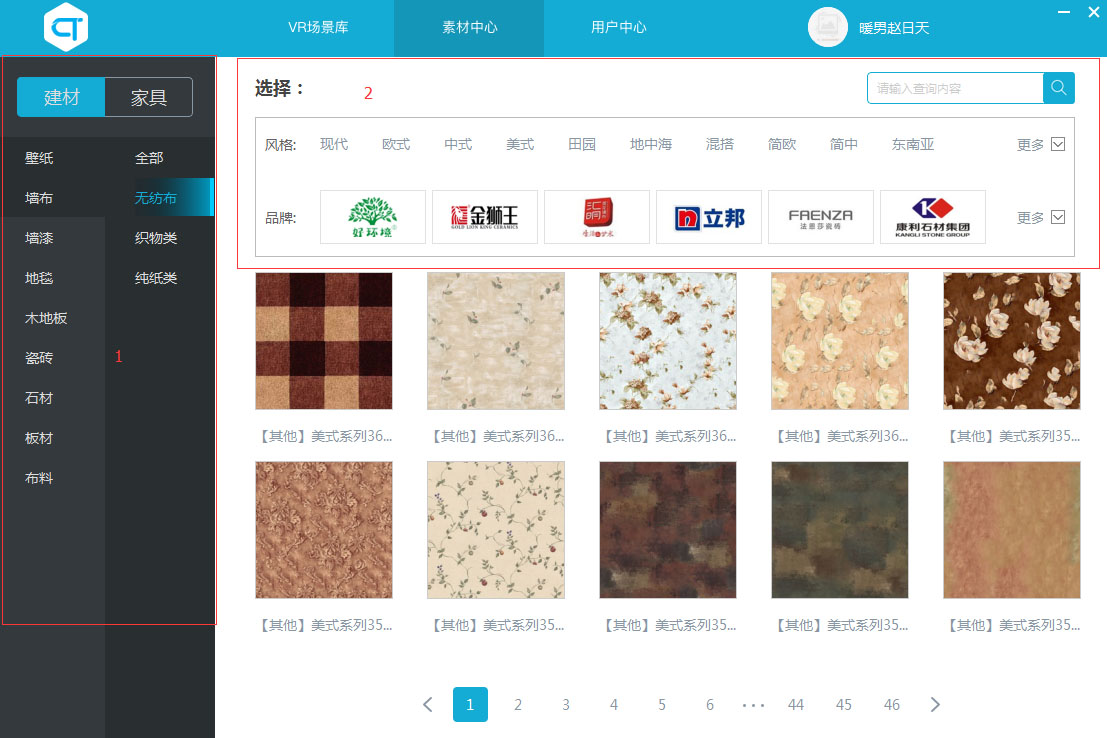 CT
VR场景库 素材中心 用户中心 暖男赵日天
建材 家具
壁纸 全部
墙布 无纺布
墙漆 织物类
地毯 纯纸类
木地板
瓷砖
石材
板材
布料
1
选择： 2 请输入查询内容
风格: 现代 欧式 中式 美式 田园 地中海 混搭 简欧 简中 东南亚 更多
品牌: 更多
好环境
金狮王
GOLD LION KING CERAMICS
汇明
n立邦
FAENZA
法恩莎瓷砖
康利石材集团
KANGLI STONE GROUP
【其他】美式系列36... 【其他】美式系列36... 【其他】美式系列36... 【其他】美式系列36... 【其他】美式系列35...
【其他】美式系列35... 【其他】美式系列35... 【其他】美式系列35... 【其他】美式系列35... 【其他】美式系列35...
< 1 2 3 4 5 6 ••• 44 45 46 >